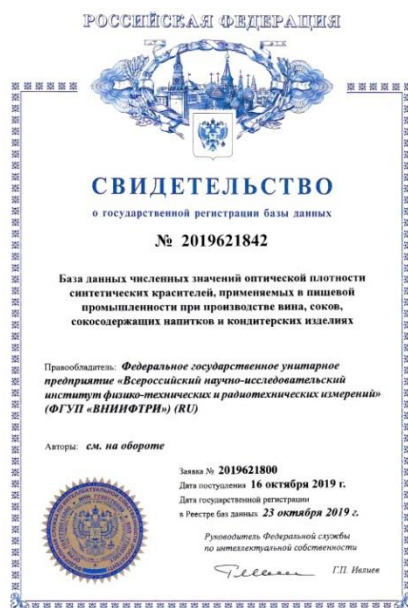 РОССИЙСКАЯ ФЕДЕРАЦИЯ
СВИДЕТЕЛЬСТВО
о государственной регистрации базы данных
№ 2019621842
База данных численных значений оптической плотности
синтетических красителей, применяемых в пищевой
промышленности при производстве вина, соков,
сокосодержащих напитков и кондитерских изделиях
Правообладатель: Федеральное государственное унитарное
предприятие «Всероссийский научно-исследовательский
институт физико-технических и радиотехнических измерений»
(ФГУП «ВНИИФТРИ») (RU)
Авторы: см. на обороте
Заявка № 2019621800
Дата поступления 16 октября 2019 г.
Дата государственной регистрации
в Реестре баз данных 23 октября 2019 г.
Руководитель Федеральной службы
по интеллектуальной собственности
Г.П. Ивлиев